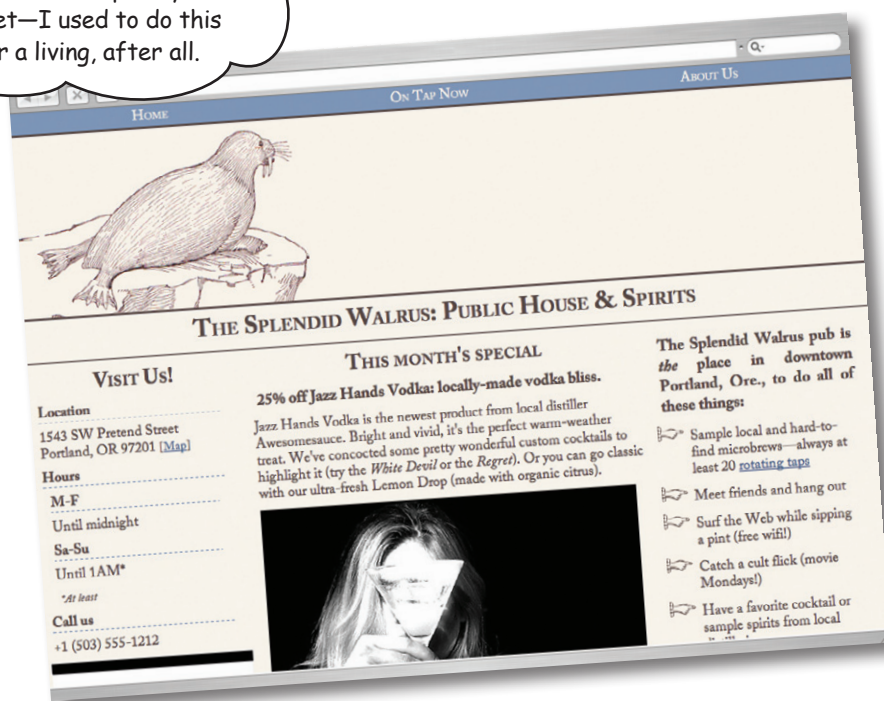 et—I used to do this
r a living, after all.
Home
On Tap Now
About Us
The Splendid Walrus: Public House & Spirits
Visit Us!
Location
1543 SW Pretend Street
Portland, OR 97201 [Map]
Hours
M-F
Until midnight
Sa-Su
Until 1AM*
*At least
Call us
+1 (503) 555-1212
This month's special
25% off Jazz Hands Vodka: locally-made vodka bliss.
Jazz Hands Vodka is the newest product from local distiller
Awesomesauce. Bright and vivid, it's the perfect warm-weather
treat. We've concocted some pretty wonderful custom cocktails to
highlight it (try the White Devil or the Regret). Or you can go classic
with our ultra-fresh Lemon Drop (made with organic citrus).
The Splendid Walrus pub is
the place in downtown
Portland, Ore., to do all of
these things:
Sample local and hard-to-
find microbrews—always at
least 20 rotating taps
Meet friends and hang out
Surf the Web while sipping
a pint (free wifi!)
Catch a cult flick (movie
Mondays!)
Have a favorite cocktail or
sample spirits from local